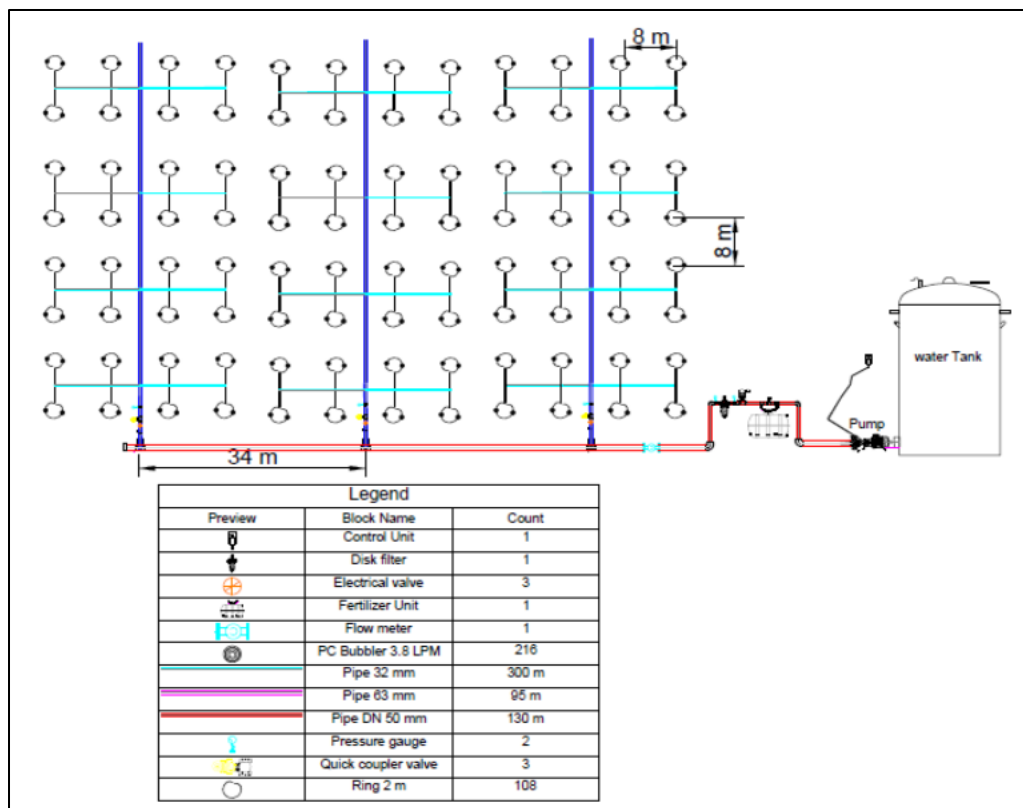 8 m
8 m
water Tank
Pump
34 m
Legend
Preview Block Name Count
Control Unit 1
Disk filter 1
Electrical valve 3
Fertilizer Unit 1
Flow meter 1
PC Bubbler 3.8 LPM 216
Pipe 32 mm 300 m
Pipe 63 mm 95 m
Pipe DN 50 mm 130 m
Pressure gauge 2
Quick coupler valve 3
Ring 2 m 108